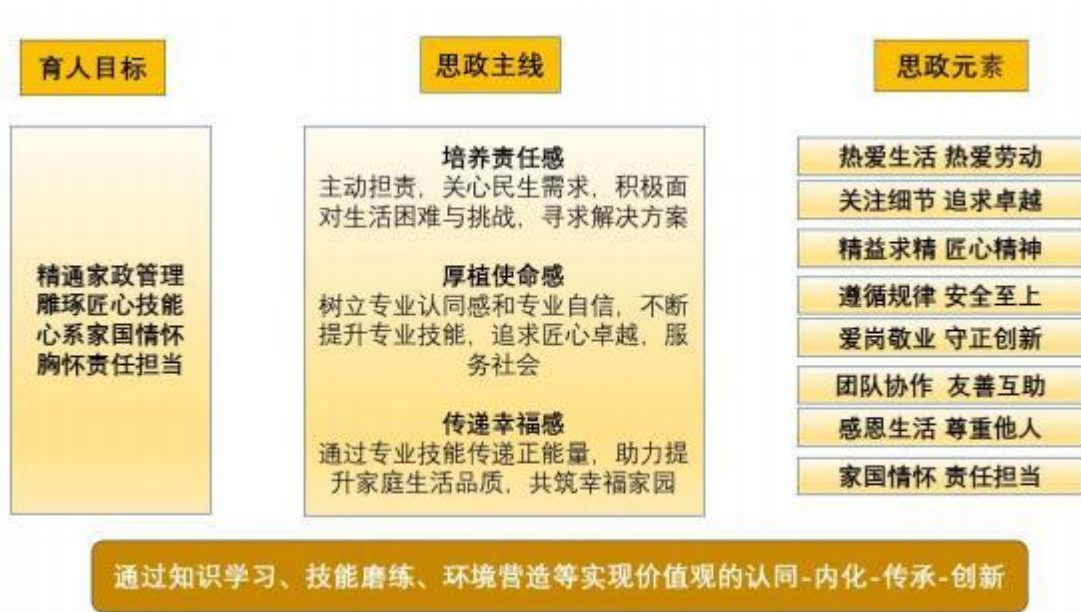 育人目标
思政主线
思政元素
精通家政管理
雕琢匠心技能
心系家国情怀
胸怀责任担当
培养责任感
主动担责，关心民生需求，积极面
对生活困难与挑战，寻求解决方案
厚植使命感
树立专业认同感和专业自信，不断
提升专业技能，追求匠心卓越，服
务社会
传递幸福感
通过专业技能传递正能量，助力提
升家庭生活品质，共筑幸福家园
热爱生活 热爱劳动
关注细节 追求卓越
精益求精 匠心精神
遵循规律 安全至上
爱岗敬业 守正创新
团队协作 友善互助
感恩生活 尊重他人
家国情怀 责任担当
通过知识学习、技能磨练、环境营造等实现价值观的认同-内化-传承-创新